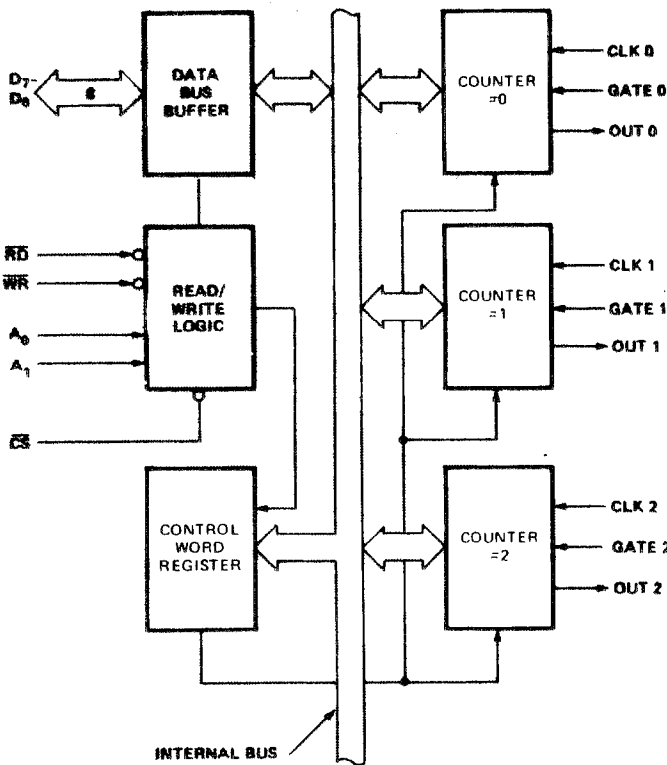 D7-
D0
8
DATA
BUS
BUFFER
COUNTER
=0
CLK 0
GATE 0
OUT 0
RD
WR
A0
A1
CS
READ/
WRITE
LOGIC
COUNTER
=1
CLK 1
GATE 1
OUT 1
CONTROL
WORD
REGISTER
COUNTER
=2
CLK 2
GATE 2
OUT 2
INTERNAL BUS